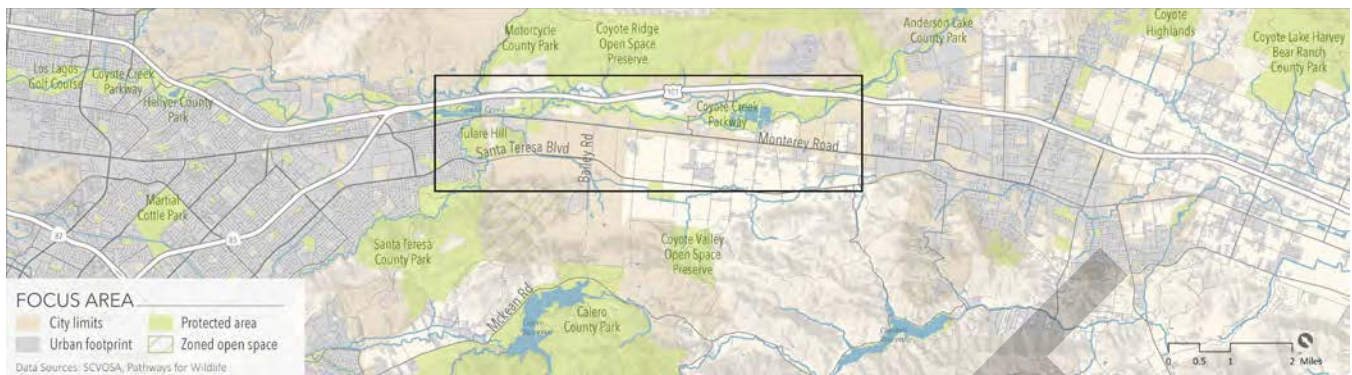 Motorcycle
County Park
Coyote Ridge
Open Space
Preserve
Anderson Lake
County Park
Coyote
Highlands
Coyote Lake Harvey
Bear Ranch
County Park
Los Lagos
Golf Course
Coyote Creek
Parkway
Hellyer County
Park
101
Coyote Creek
Parkway
Tulare Hill
Santa Teresa Blvd
Bailey Rd
Monterey Road
Martial
Cottle Park
87
85
Santa Teresa
County Park
Coyote Valley
Open Space
Preserve
McKean Rd
Calero
County Park
FOCUS AREA
City limits
Protected area
Urban footprint
Zoned open space
Data Sources: SCVOSA, Pathways for Wildlife
0 0.5 1 2 Miles